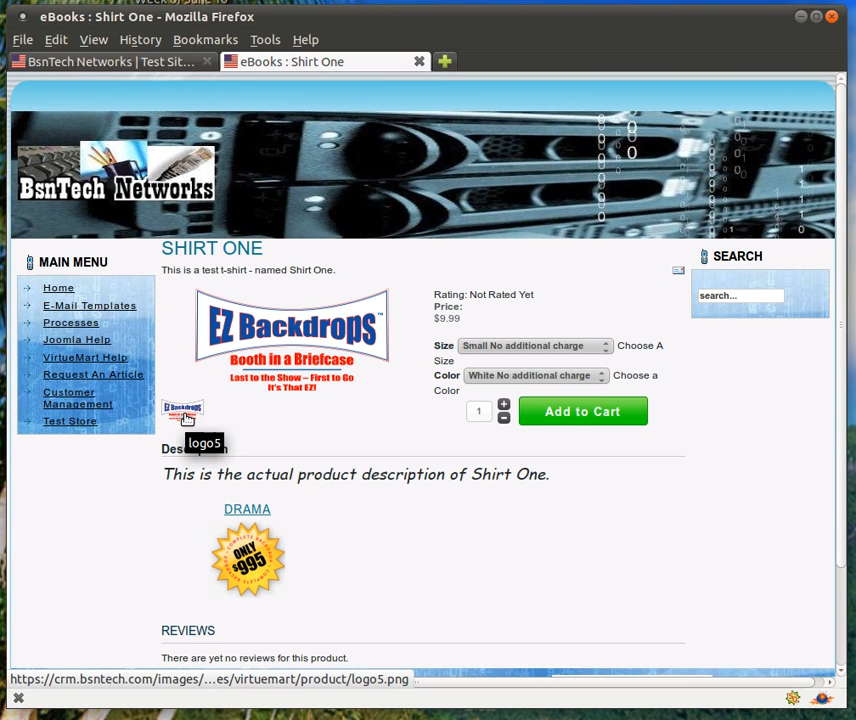 eBooks : Shirt One - Mozilla Firefox
File Edit View History Bookmarks Tools Help
BsnTech Networks | Test Sit...
eBooks : Shirt One
BsnTech Networks
MAIN MENU
Home
E-Mail Templates
Processes
Joomla Help
VirtueMart Help
Request An Article
Customer
Management
Test Store
SHIRT ONE
This is a test t-shirt - named Shirt One.
EZ Backdrops™
Booth in a Briefcase
Last to the Show – First to Go
It's That EZ!
EZ Backdrops
logo5
Rating: Not Rated Yet
Price:
$9.99
Size Small No additional charge Choose A
Size
Color White No additional charge Choose a
Color
1 Add to Cart
SEARCH
search...
This is the actual product description of Shirt One.
DRAMA
ONLY
$995
REVIEWS
There are yet no reviews for this product.
https://crm.bsntech.com/images/...es/virtuemart/product/logo5.png